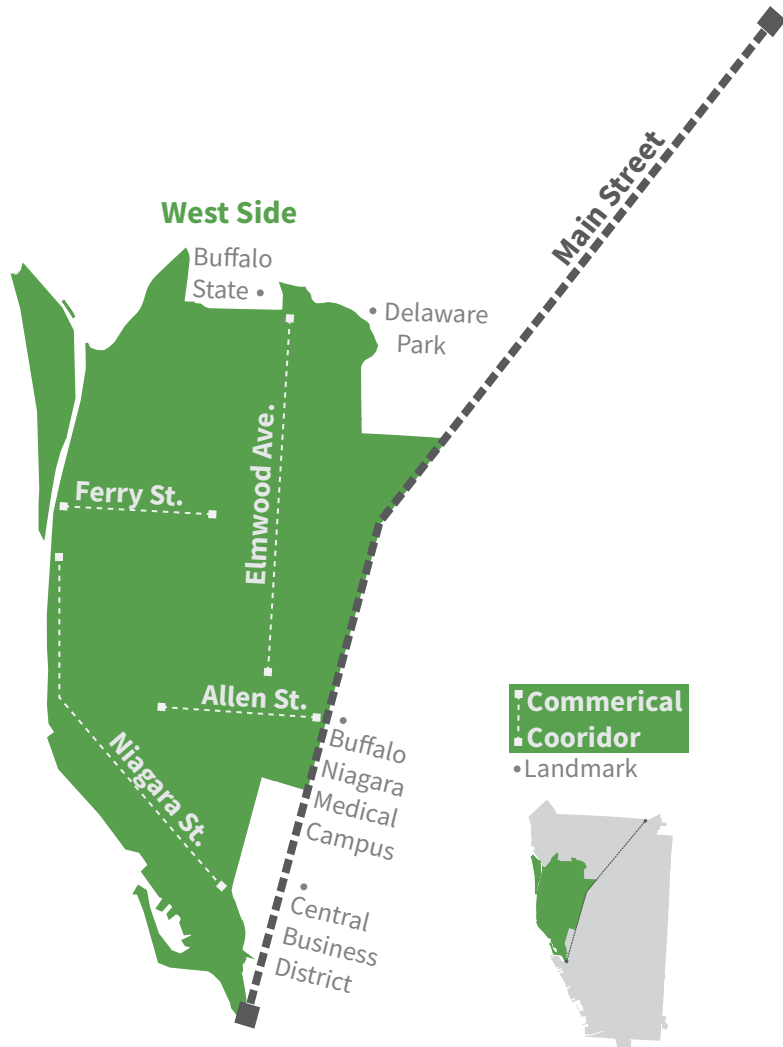 Main Street
West Side
Buffalo
State
Delaware
Park
Elmwood Ave.
Ferry St.
Allen St.
Niagara St.
Buffalo
Niagara
Medical
Campus
Central
Business
District
Commerical
Cooridor
Landmark